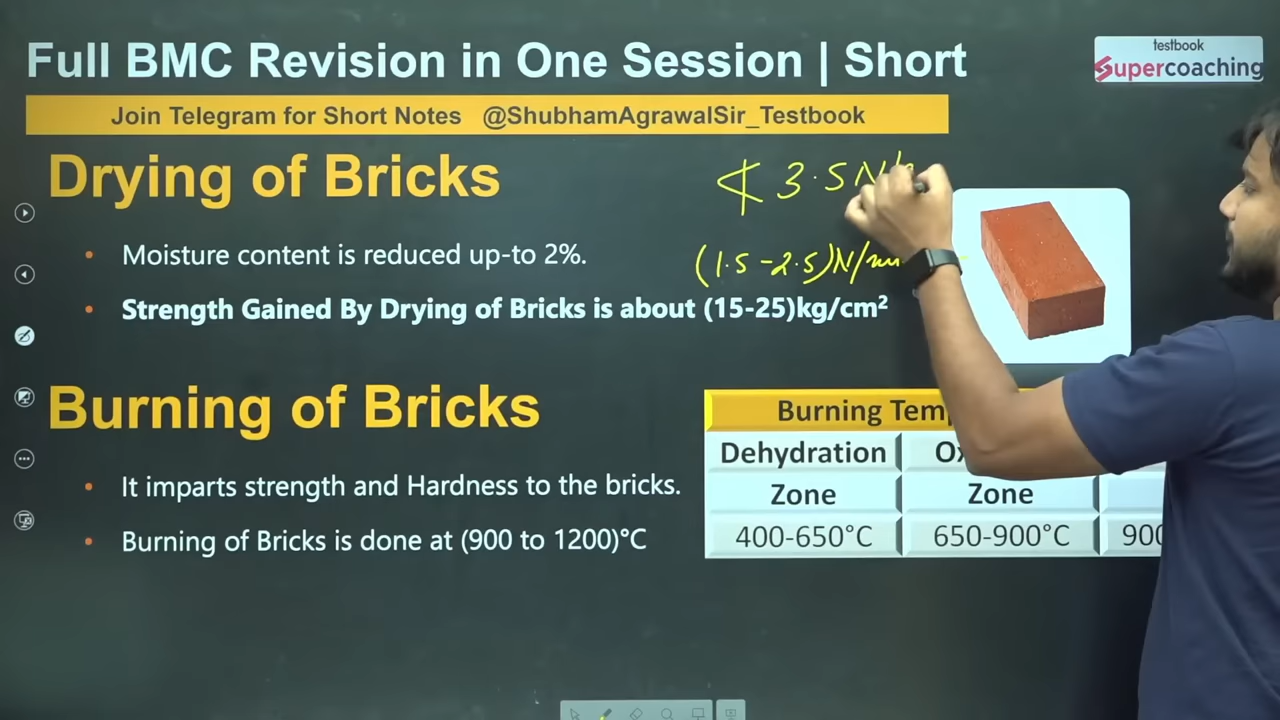 Full BMC Revision in One Session | Short
testbook
Supercoaching
Join Telegram for Short Notes @ShubhamAgrawalSir_Testbook
Drying of Bricks
≮ 3.5 N/
• Moisture content is reduced up-to 2%.
(1.5-2.5)N/
• Strength Gained By Drying of Bricks is about (15-25)kg/cm²
Burning of Bricks
Burning
Dehydration
Zone Zone
400-650°C 650-900°C
• It imparts strength and Hardness to the bricks.
• Burning of Bricks is done at (900 to 1200)°C